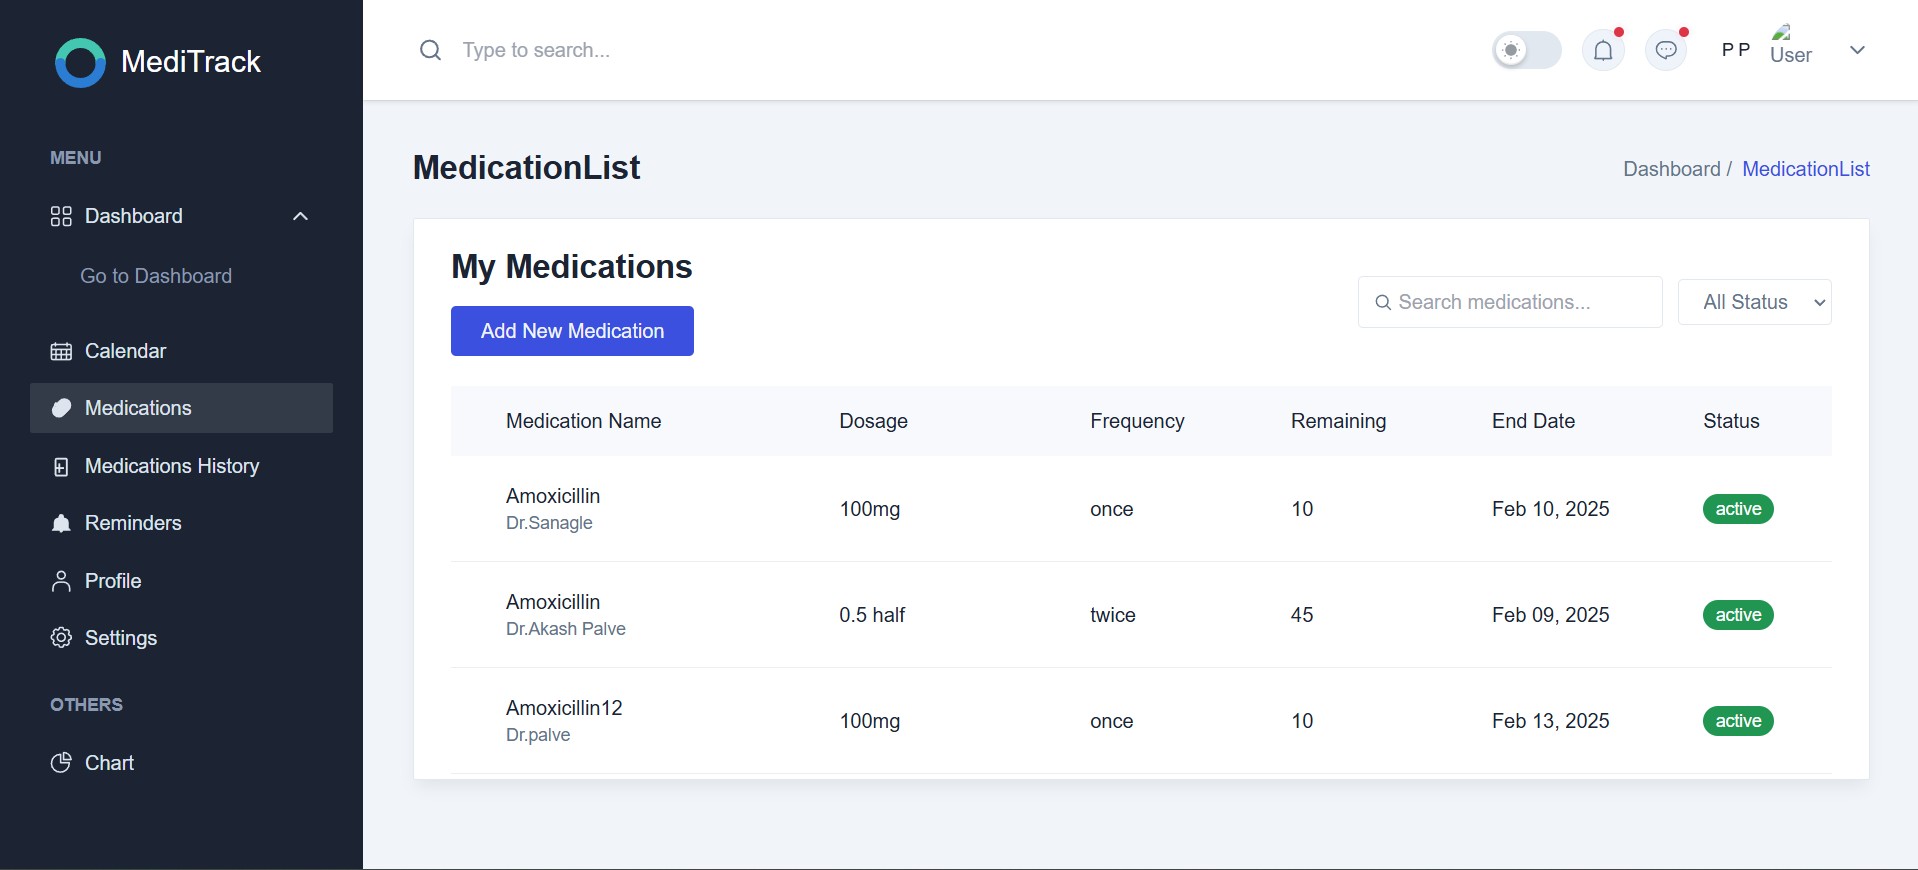 MediTrack
Type to search...
P P
User
MENU
Dashboard
Go to Dashboard
Calendar
Medications
Medications History
Reminders
Profile
Settings
OTHERS
Chart
MedicationList
Dashboard / MedicationList
My Medications
Add New Medication
Search medications...
All Status
Medication Name Dosage Frequency Remaining End Date Status
Amoxicillin
Dr.Sanagle
100mg once 10 Feb 10, 2025 active
Amoxicillin
Dr.Akash Palve
0.5 half twice 45 Feb 09, 2025 active
Amoxicillin12
Dr.palve
100mg once 10 Feb 13, 2025 active